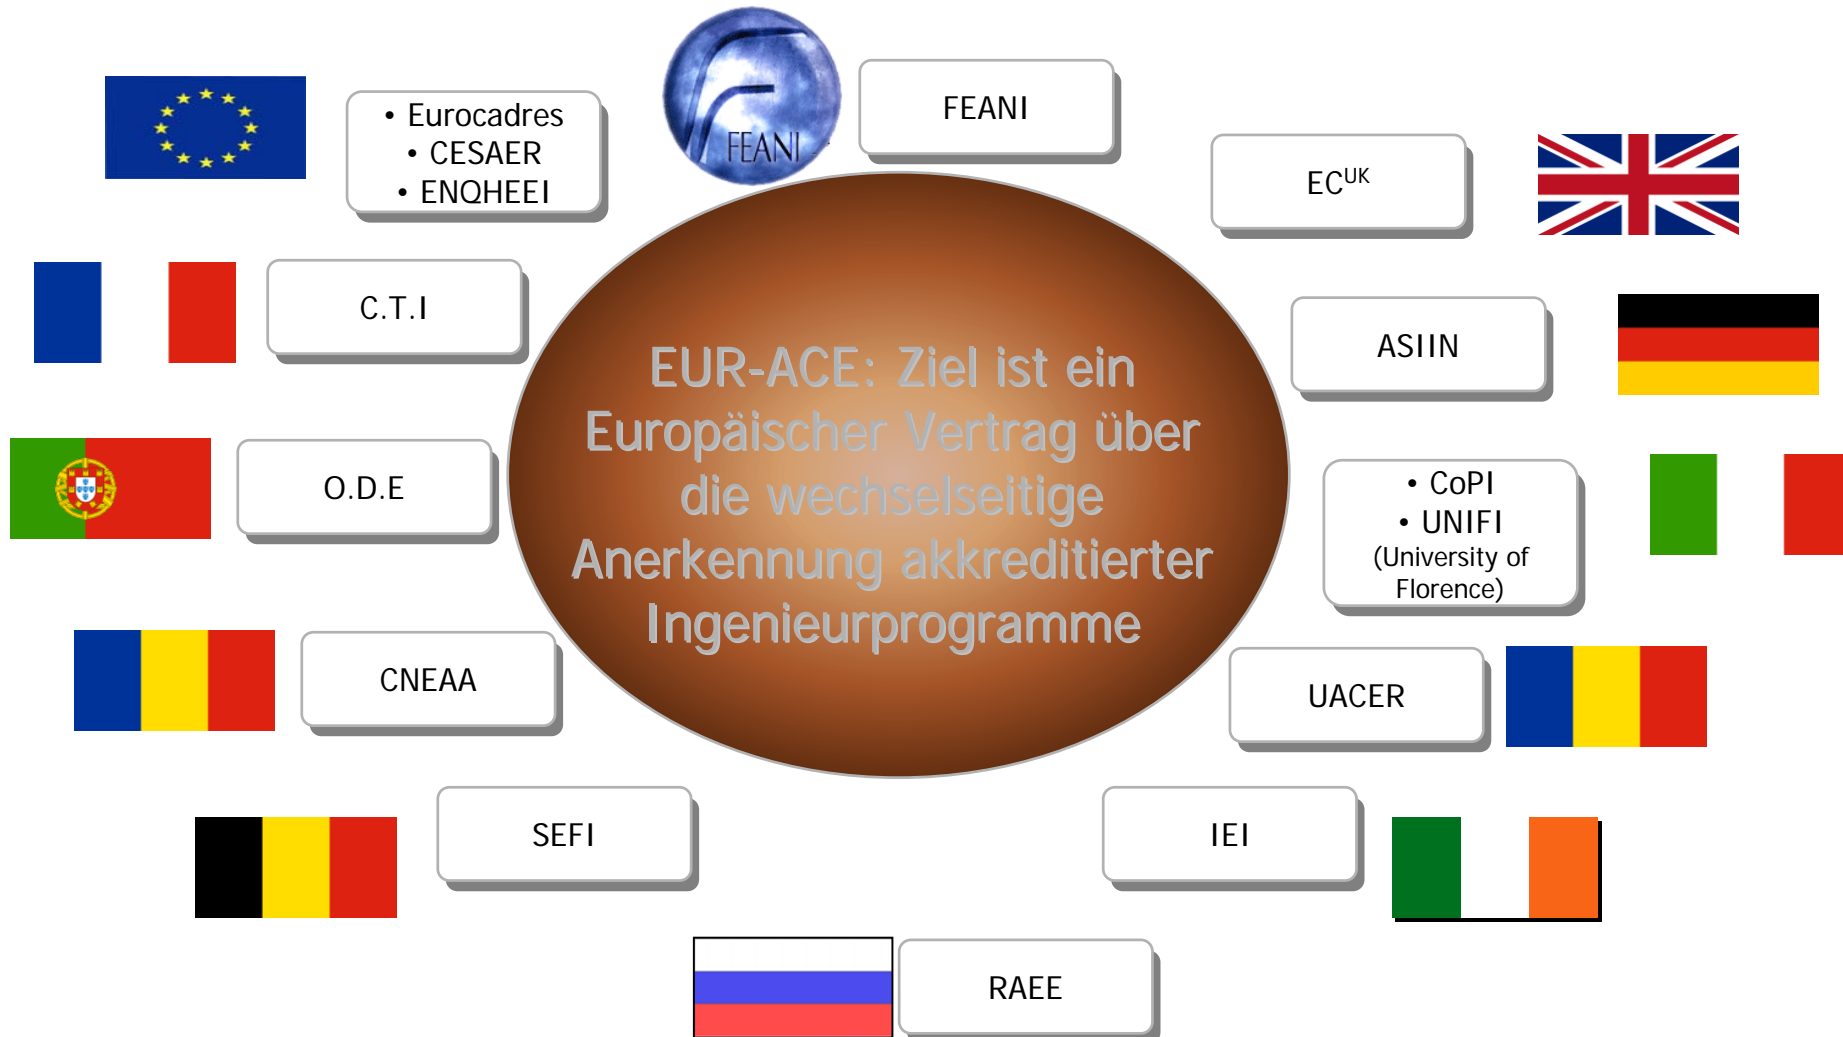 FEANI
FEANI
• Eurocadres
• CESAER
• ENQHEEI
EC^UK
C.T.I
ASIIN
EUR-ACE: Ziel ist ein
Europäischer Vertrag über
die wechselseitige
Anerkennung akkreditierter
Ingenieurprogramme
O.D.E
• CoPI
• UNIFI
(University of
Florence)
CNEAA
UACER
SEFI
IEI
RAEE